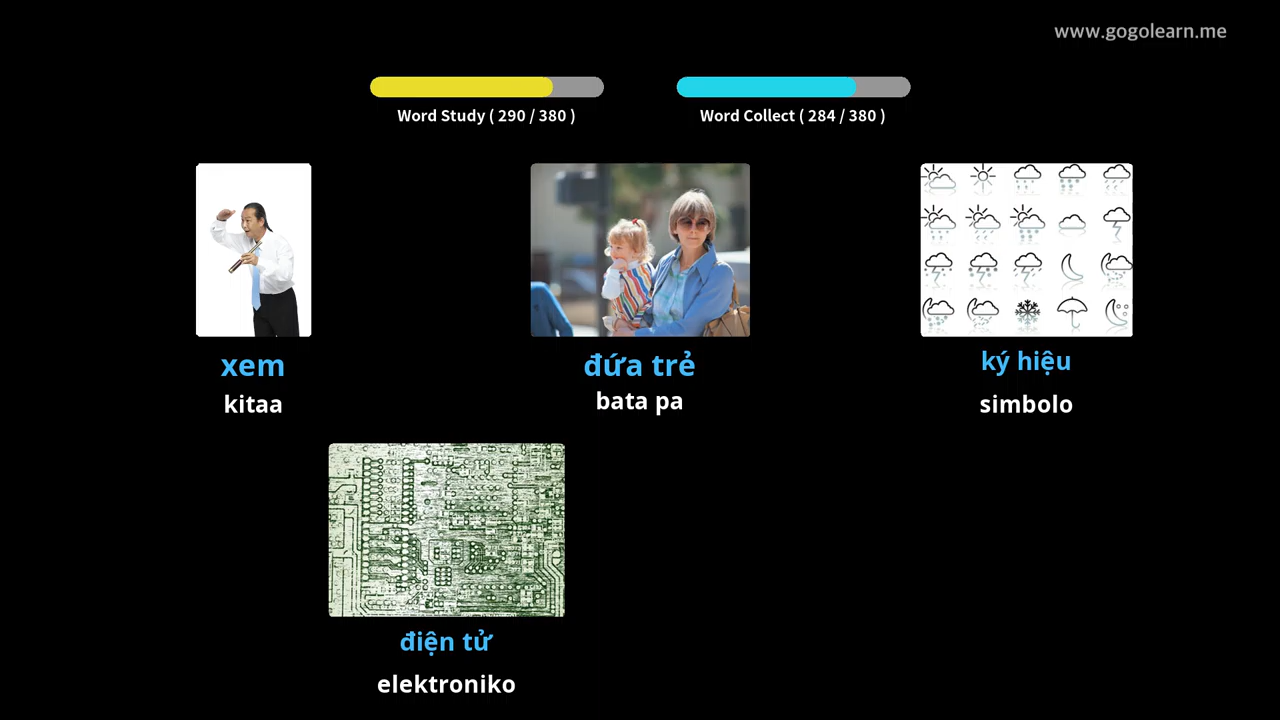 www.gogolearn.me
Word Study ( 290 / 380 )
Word Collect ( 284 / 380 )
xem
kitaa
đứa trẻ
bata pa
ký hiệu
simbolo
điện tử
elektroniko